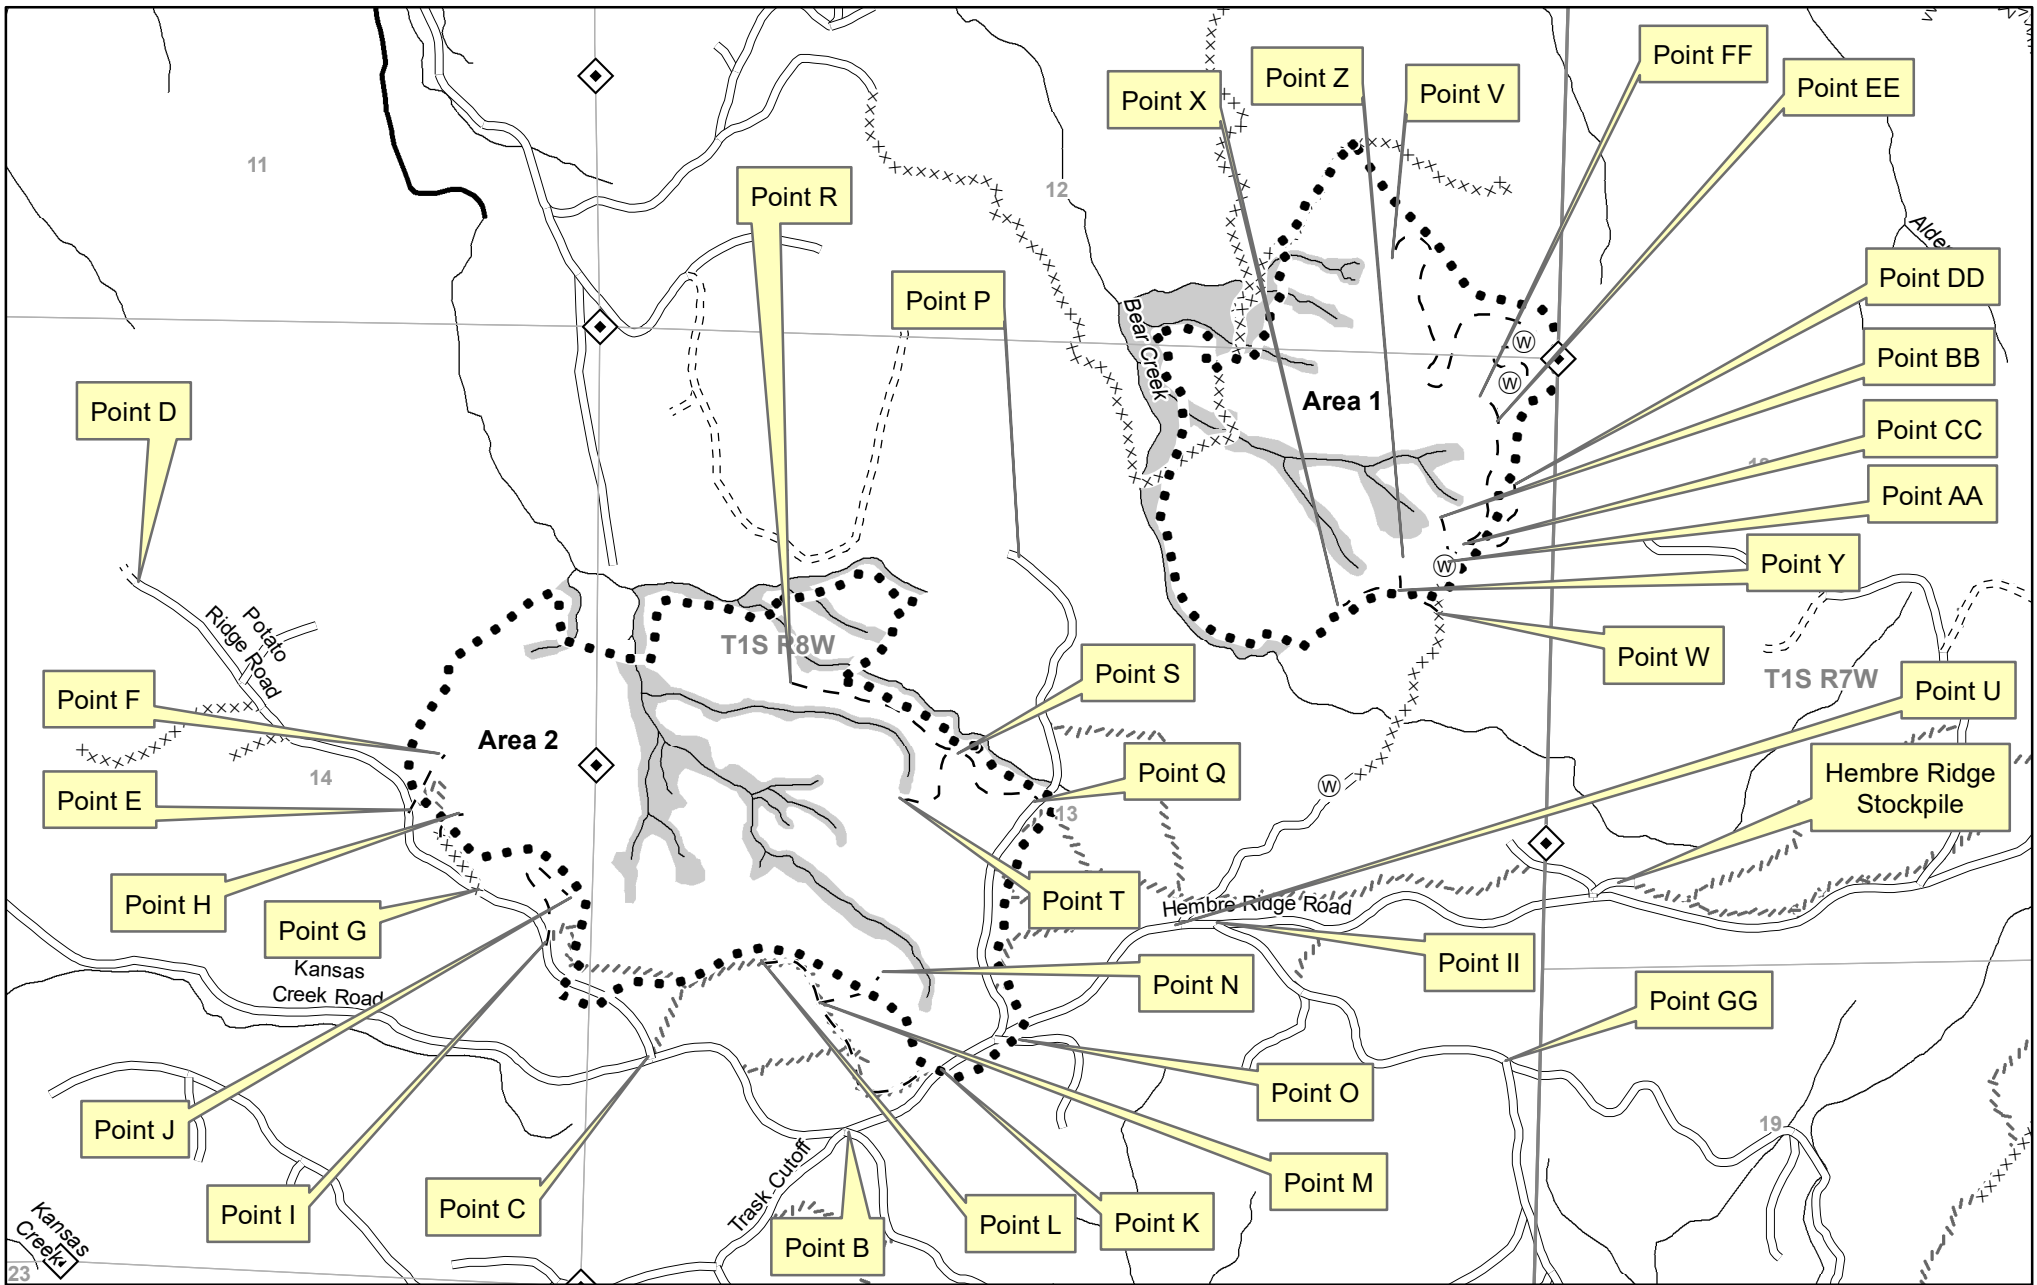 Point FF
Point Z
Point EE
Point X
Point V
11
12
Point R
Alde
Point DD
Point P
Bear Creek
Point BB
W
W
Area 1
Point D
Point CC
Point AA
W
Point Y
Potato
Ridge Road
T1S R8W
Point W
Point S
T1S R7W
Point U
Point F
Area 2
14
Point Q
Hembre Ridge
Stockpile
W
Point E
13
Point H
Point T
Hembre Ridge Road
Point G
Kansas
Creek Road
Point N
Point II
Point GG
Point O
Point J
19
Trask Cutoff
Point M
Point I
Point C
Point L
Point K
Point B
Kansas
Creek
23